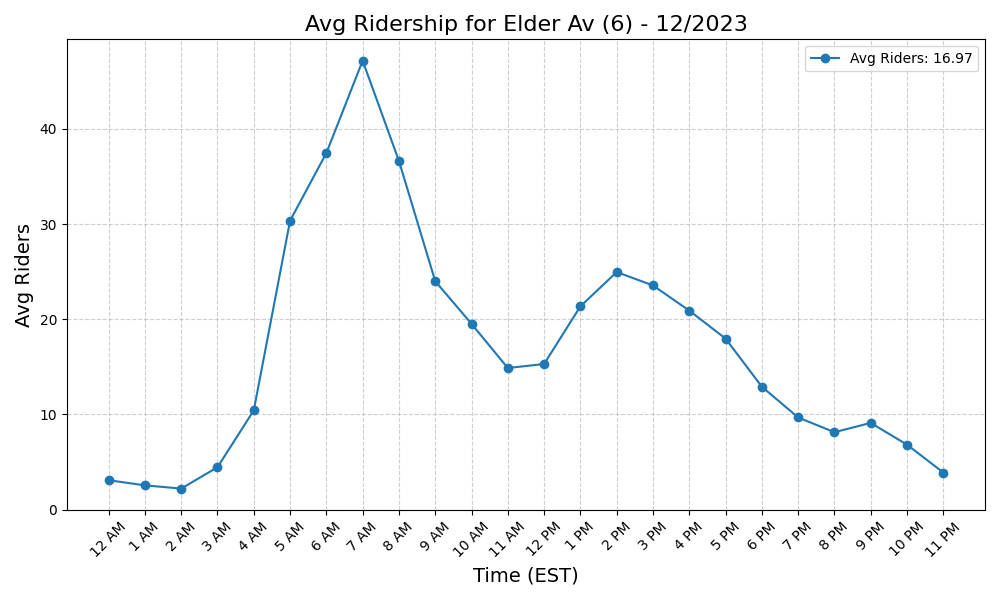 Avg Ridership for Elder Av (6) - 12/2023
Avg Riders: 16.97
Avg Riders
40
30
20
10
0
12 AM
1 AM
2 AM
3 AM
4 AM
5 AM
6 AM
7 AM
8 AM
9 AM
10 AM
11 AM
12 PM
1 PM
2 PM
3 PM
4 PM
5 PM
6 PM
7 PM
8 PM
9 PM
10 PM
11 PM
Time (EST)